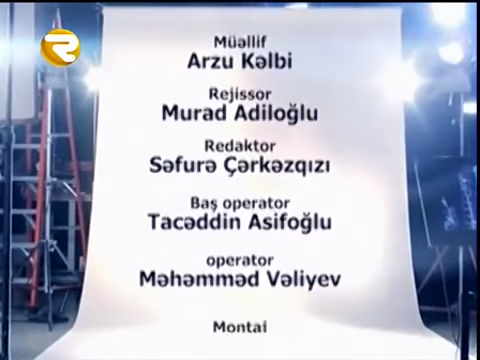 Müəllif
Arzu Kəlbi
Rejissor
Murad Adiloğlu
Redaktor
Səfurə Çərkəzqızı
Baş operator
Tacəddin Asifoğlu
operator
Məhəmməd Vəliyev
Montaj